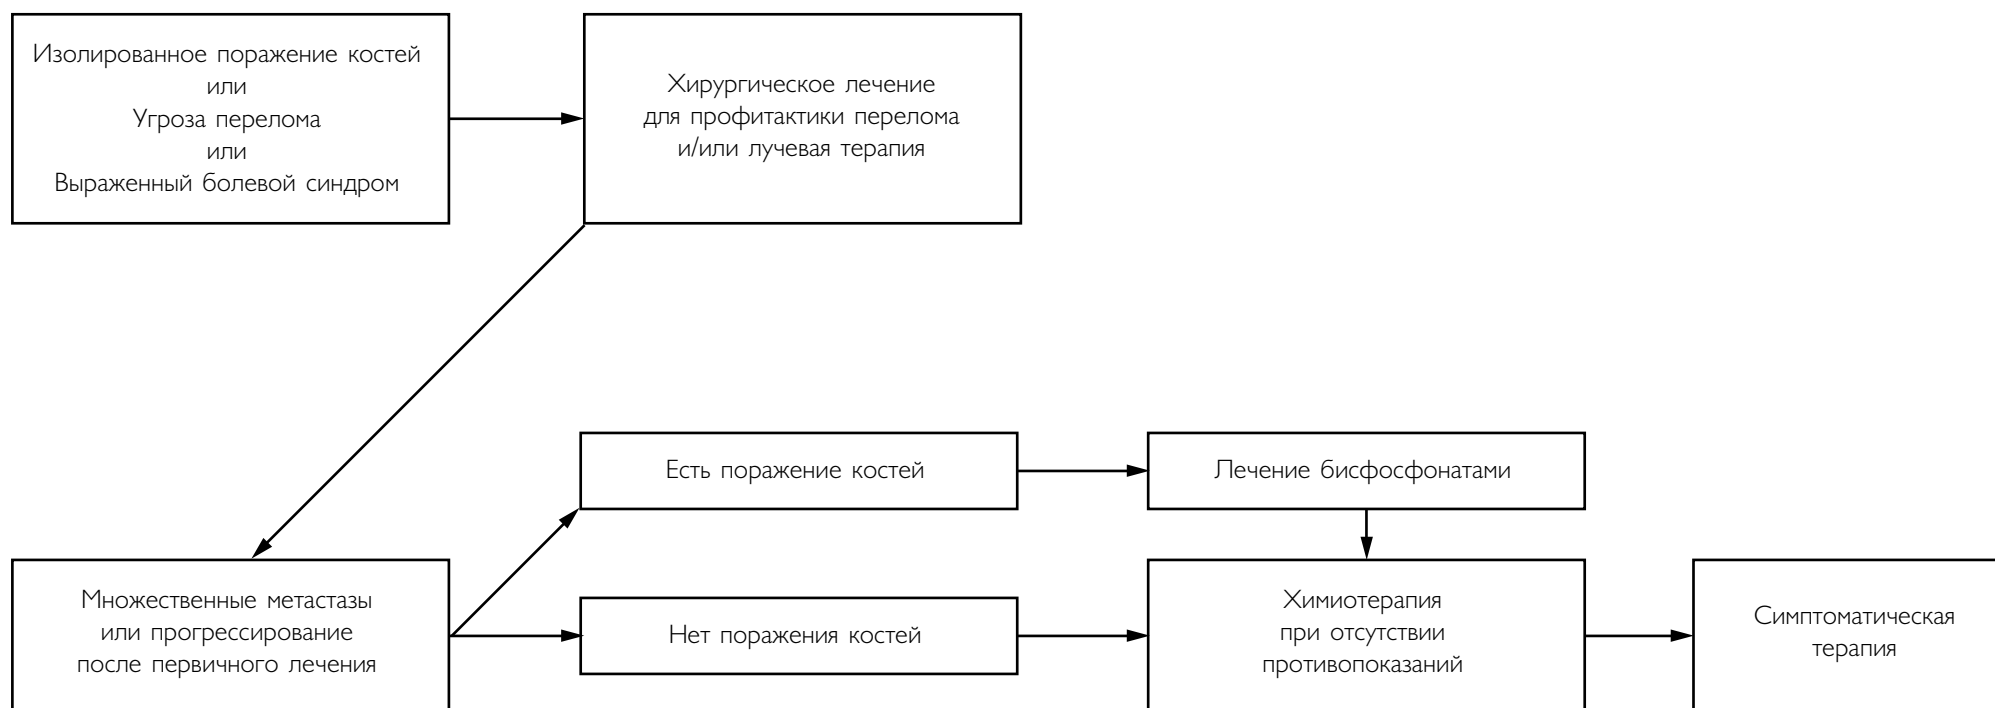 Изолированное поражение костей
или
Угроза перелома
или
Выраженный болевой синдром
Хирургическое лечение
для профитактики перелома
и/или лучевая терапия
Есть поражение костей
Лечение бисфосфонатами
Множественные метастазы
или прогрессирование
после первичного лечения
Нет поражения костей
Химиотерапия
при отсутствии
противопоказаний
Симптоматическая
терапия